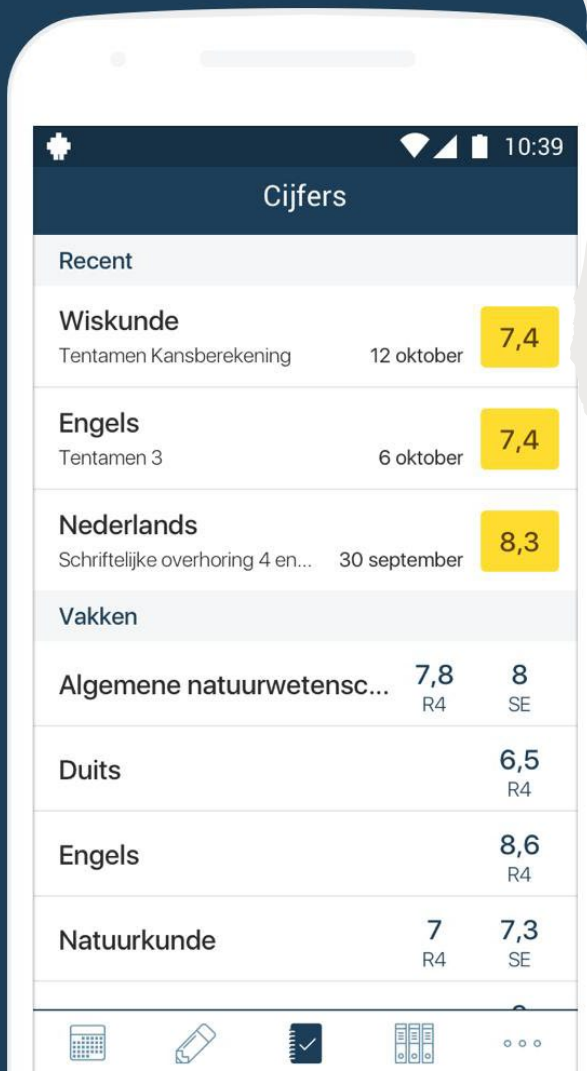 10:39
Cijfers
Recent
Wiskunde
Tentamen Kansberekening 12 oktober 7,4
Engels
Tentamen 3 6 oktober 7,4
Nederlands
Schriftelijke overhoring 4 en... 30 september 8,3
Vakken
Algemene natuurwetensc... 7,8 8
R4 SE
Duits 6,5
R4
Engels 8,6
R4
Natuurkunde 7 7,3
R4 SE